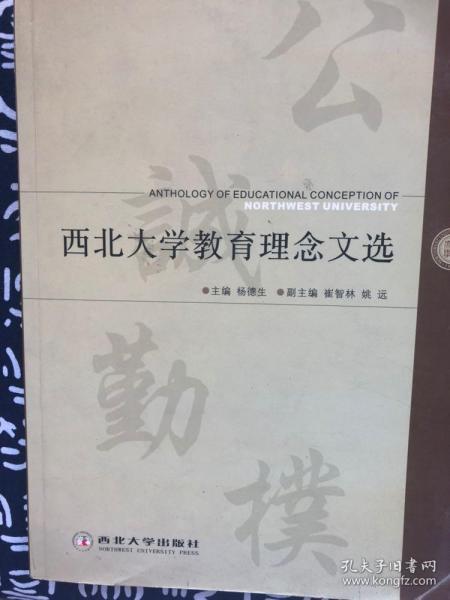 公
ANTHOLOGY OF EDUCATIONAL CONCEPTION OF
NORTHWEST UNIVERSITY
誠
西北大学教育理念文选
●主编 杨德生 ●副主编 崔智林 姚 远
勤
樸
西北大学出版社
NORTHWEST UNIVERSITY PRESS
孔夫子旧书网
www.kongfz.com